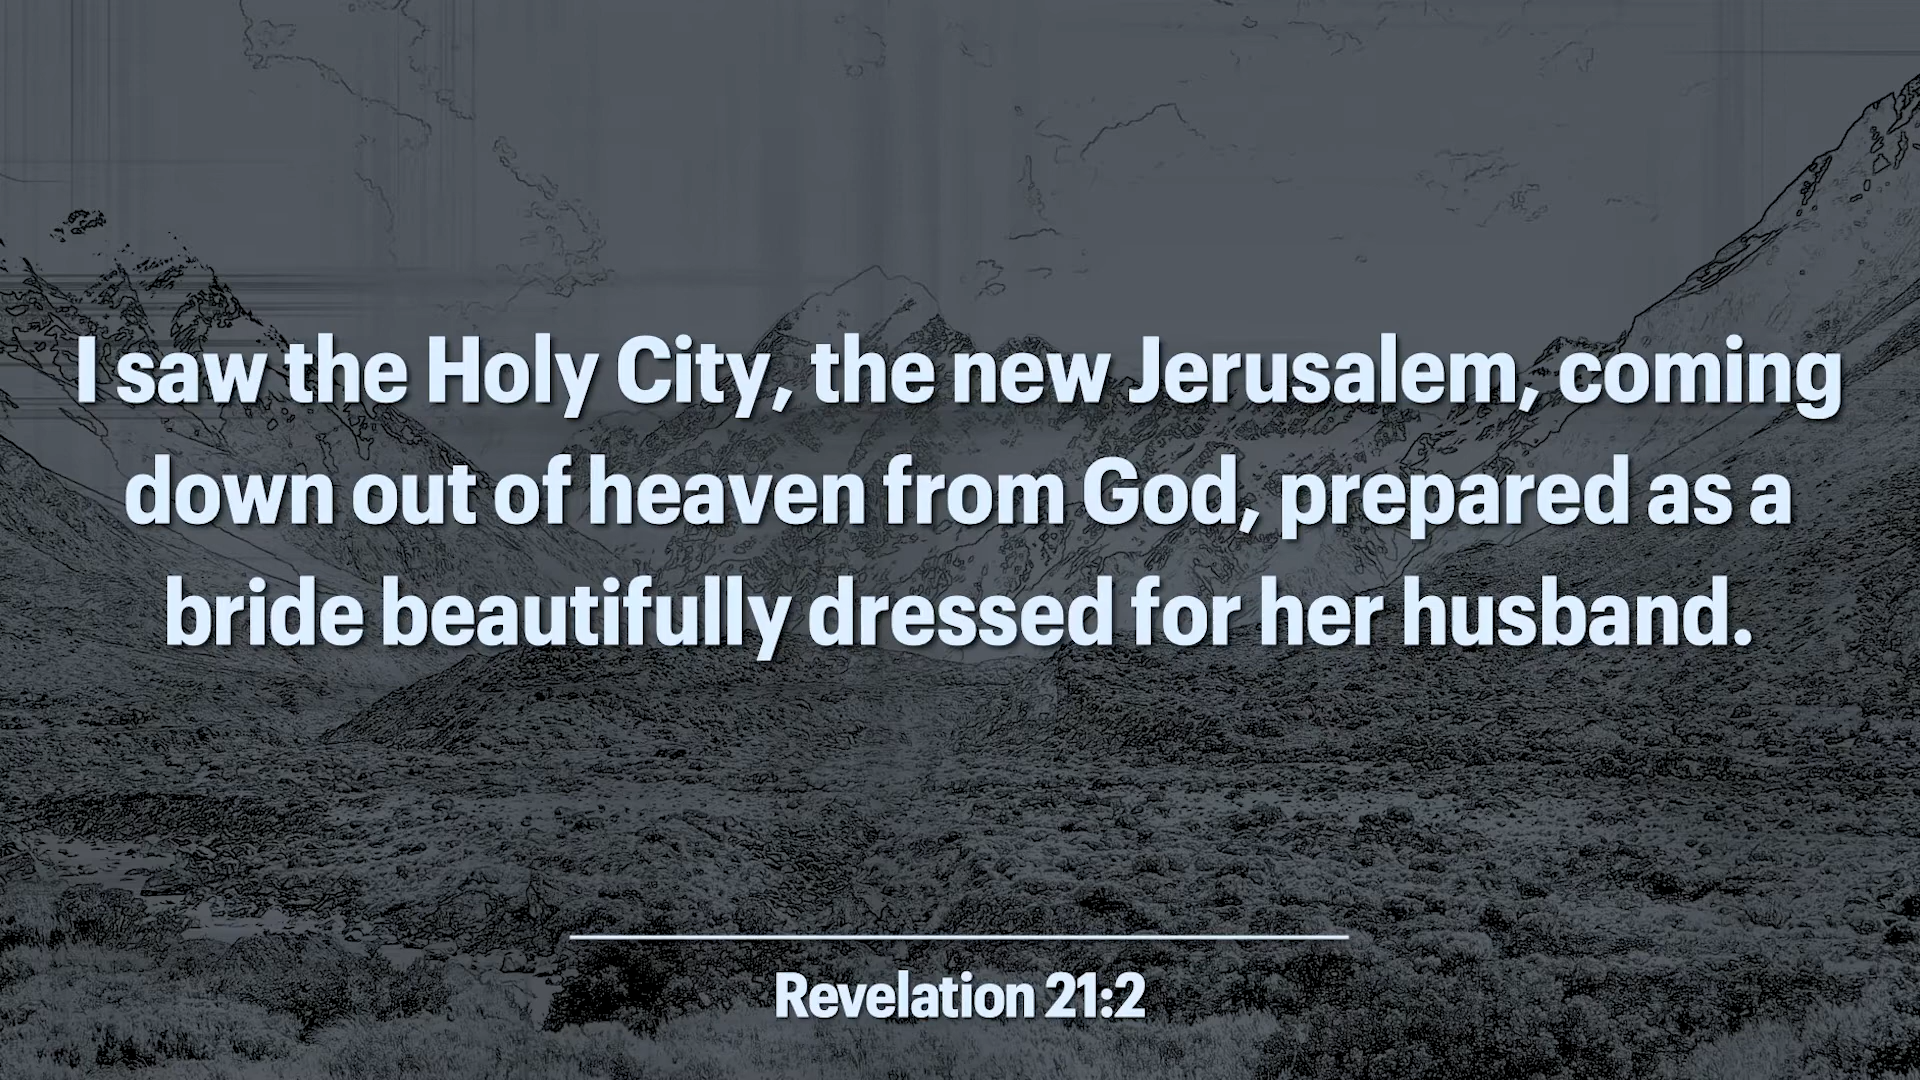 I saw the Holy City, the new Jerusalem, coming
down out of heaven from God, prepared as a
bride beautifully dressed for her husband.
Revelation 21:2